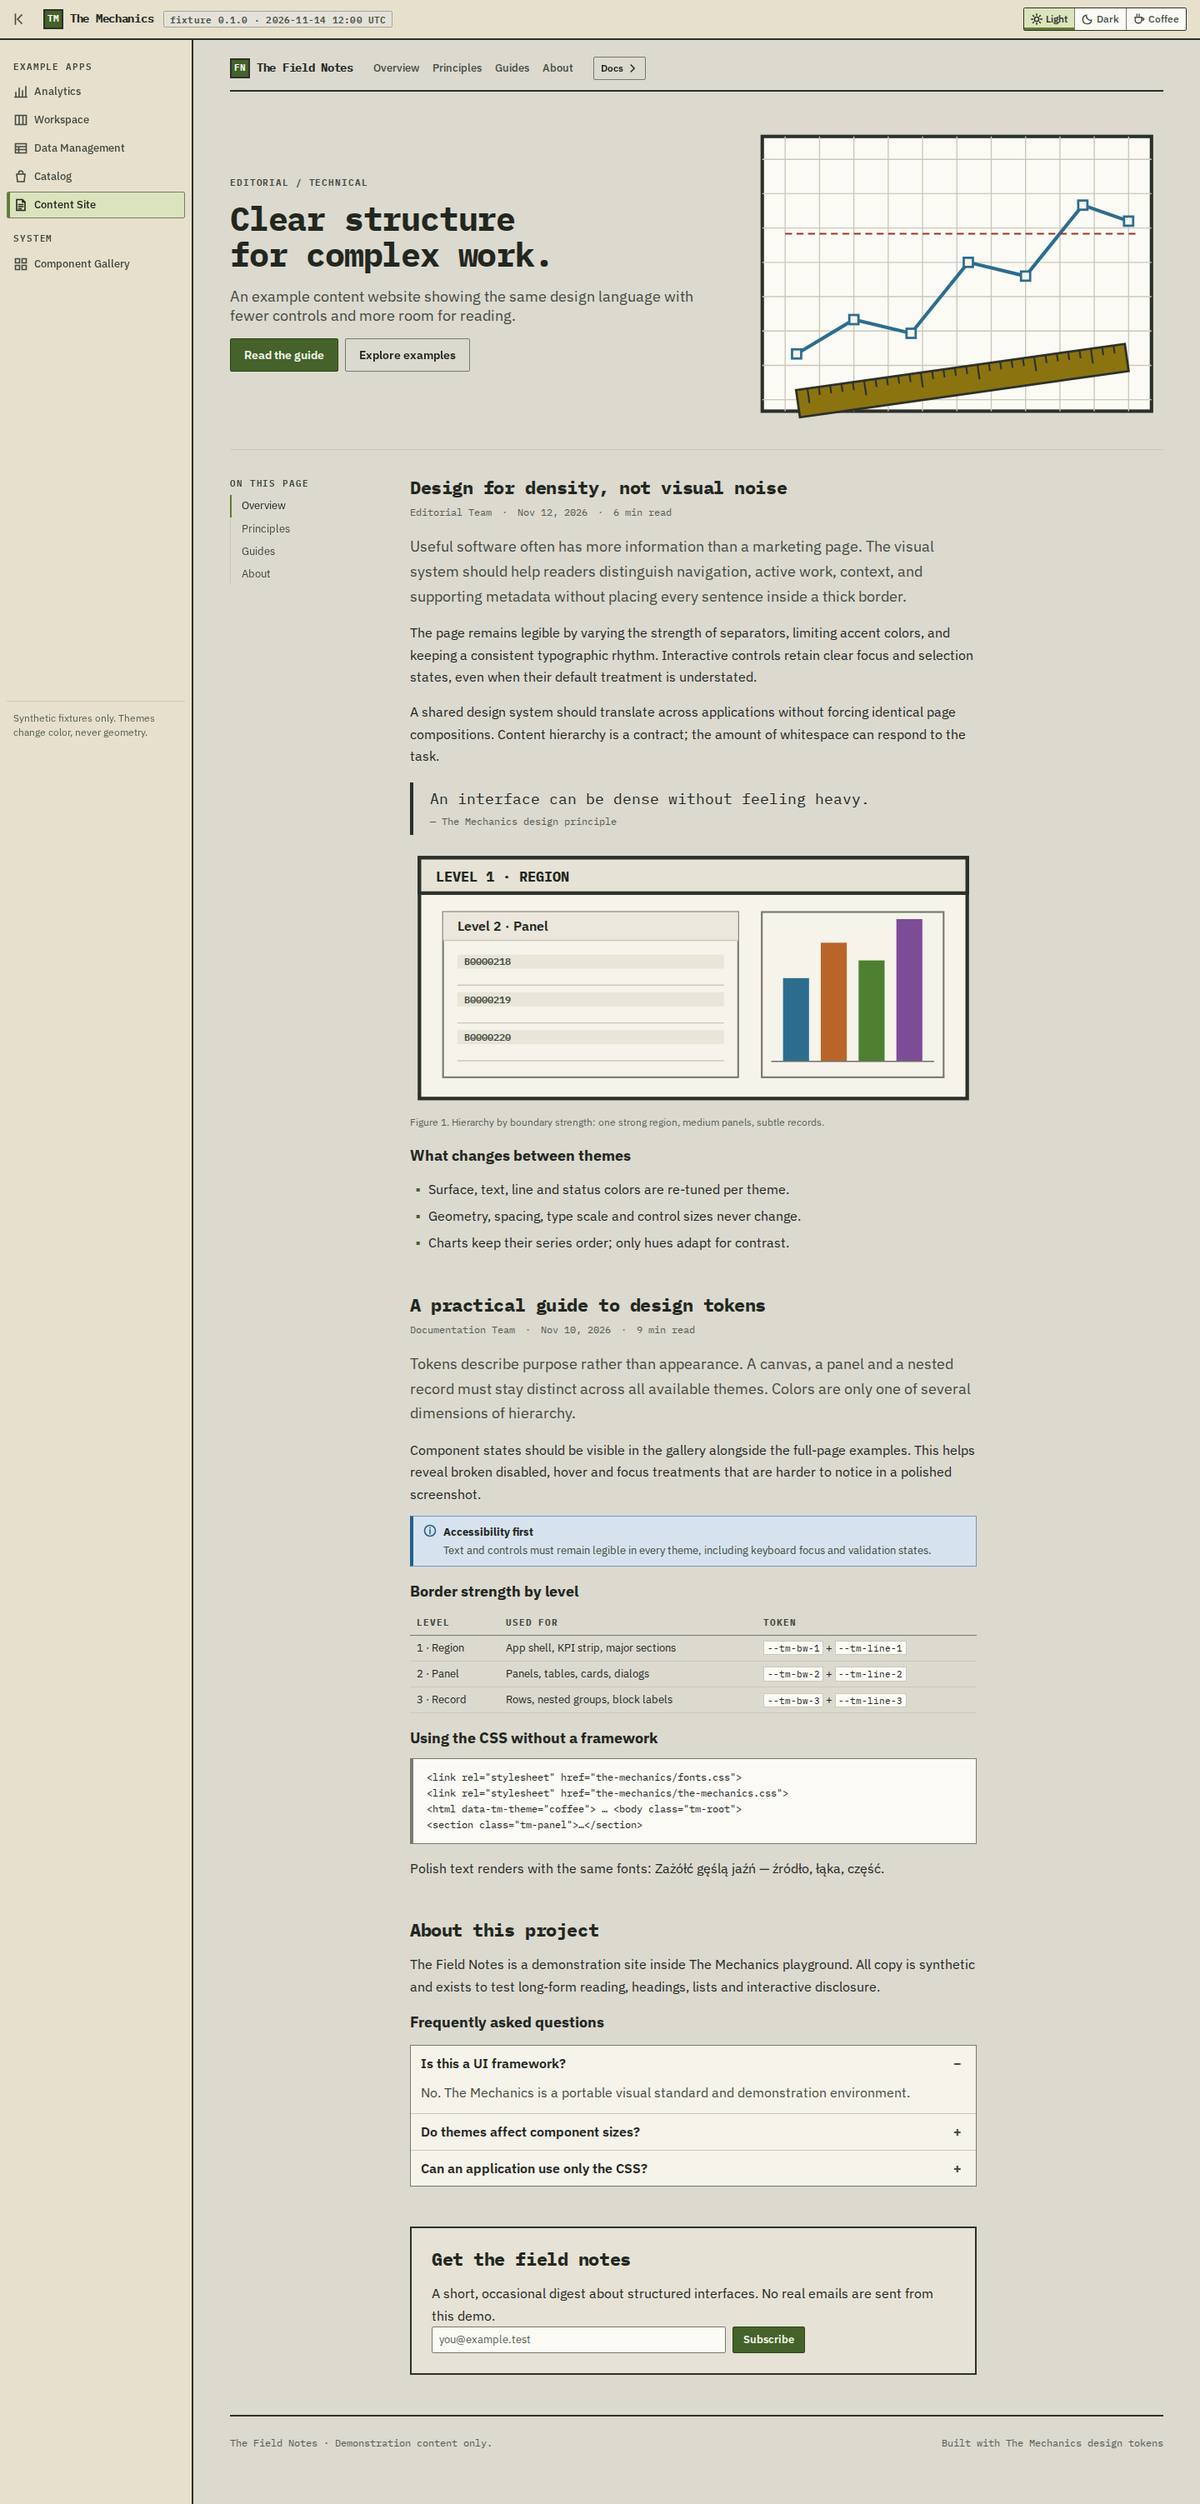 TM The Mechanics fixture 0.1.0 · 2026-11-14 12:00 UTC Light Dark Coffee
EXAMPLE APPS
Analytics
Workspace
Data Management
Catalog
Content Site
SYSTEM
Component Gallery
Synthetic fixtures only. Themes
change color, never geometry.
FN The Field Notes Overview Principles Guides About Docs
EDITORIAL / TECHNICAL
Clear structure
for complex work.
An example content website showing the same design language with
fewer controls and more room for reading.
Read the guide Explore examples
ON THIS PAGE
Overview
Principles
Guides
About
Design for density, not visual noise
Editorial Team · Nov 12, 2026 · 6 min read
Useful software often has more information than a marketing page. The visual
system should help readers distinguish navigation, active work, context, and
supporting metadata without placing every sentence inside a thick border.
The page remains legible by varying the strength of separators, limiting accent colors, and
keeping a consistent typographic rhythm. Interactive controls retain clear focus and selection
states, even when their default treatment is understated.
A shared design system should translate across applications without forcing identical page
compositions. Content hierarchy is a contract; the amount of whitespace can respond to the
task.
An interface can be dense without feeling heavy.
— The Mechanics design principle
LEVEL 1 · REGION
Level 2 · Panel
B0000218
B0000219
B0000220
Figure 1. Hierarchy by boundary strength: one strong region, medium panels, subtle records.
What changes between themes
▪ Surface, text, line and status colors are re-tuned per theme.
▪ Geometry, spacing, type scale and control sizes never change.
▪ Charts keep their series order; only hues adapt for contrast.
A practical guide to design tokens
Documentation Team · Nov 10, 2026 · 9 min read
Tokens describe purpose rather than appearance. A canvas, a panel and a nested
record must stay distinct across all available themes. Colors are only one of several
dimensions of hierarchy.
Component states should be visible in the gallery alongside the full-page examples. This helps
reveal broken disabled, hover and focus treatments that are harder to notice in a polished
screenshot.
Accessibility first
Text and controls must remain legible in every theme, including keyboard focus and validation states.
Border strength by level
LEVEL USED FOR TOKEN
1 · Region App shell, KPI strip, major sections --tm-bw-1 + --tm-line-1
2 · Panel Panels, tables, cards, dialogs --tm-bw-2 + --tm-line-2
3 · Record Rows, nested groups, block labels --tm-bw-3 + --tm-line-3
Using the CSS without a framework
<link rel="stylesheet" href="the-mechanics/fonts.css">
<link rel="stylesheet" href="the-mechanics/the-mechanics.css">
<html data-tm-theme="coffee"> … <body class="tm-root">
<section class="tm-panel">…</section>
Polish text renders with the same fonts: Zażółć gęślą jaźń — źródło, łąka, część.
About this project
The Field Notes is a demonstration site inside The Mechanics playground. All copy is synthetic
and exists to test long-form reading, headings, lists and interactive disclosure.
Frequently asked questions
Is this a UI framework? −
No. The Mechanics is a portable visual standard and demonstration environment.
Do themes affect component sizes? +
Can an application use only the CSS? +
Get the field notes
A short, occasional digest about structured interfaces. No real emails are sent from
this demo.
you@example.test Subscribe
The Field Notes · Demonstration content only. Built with The Mechanics design tokens